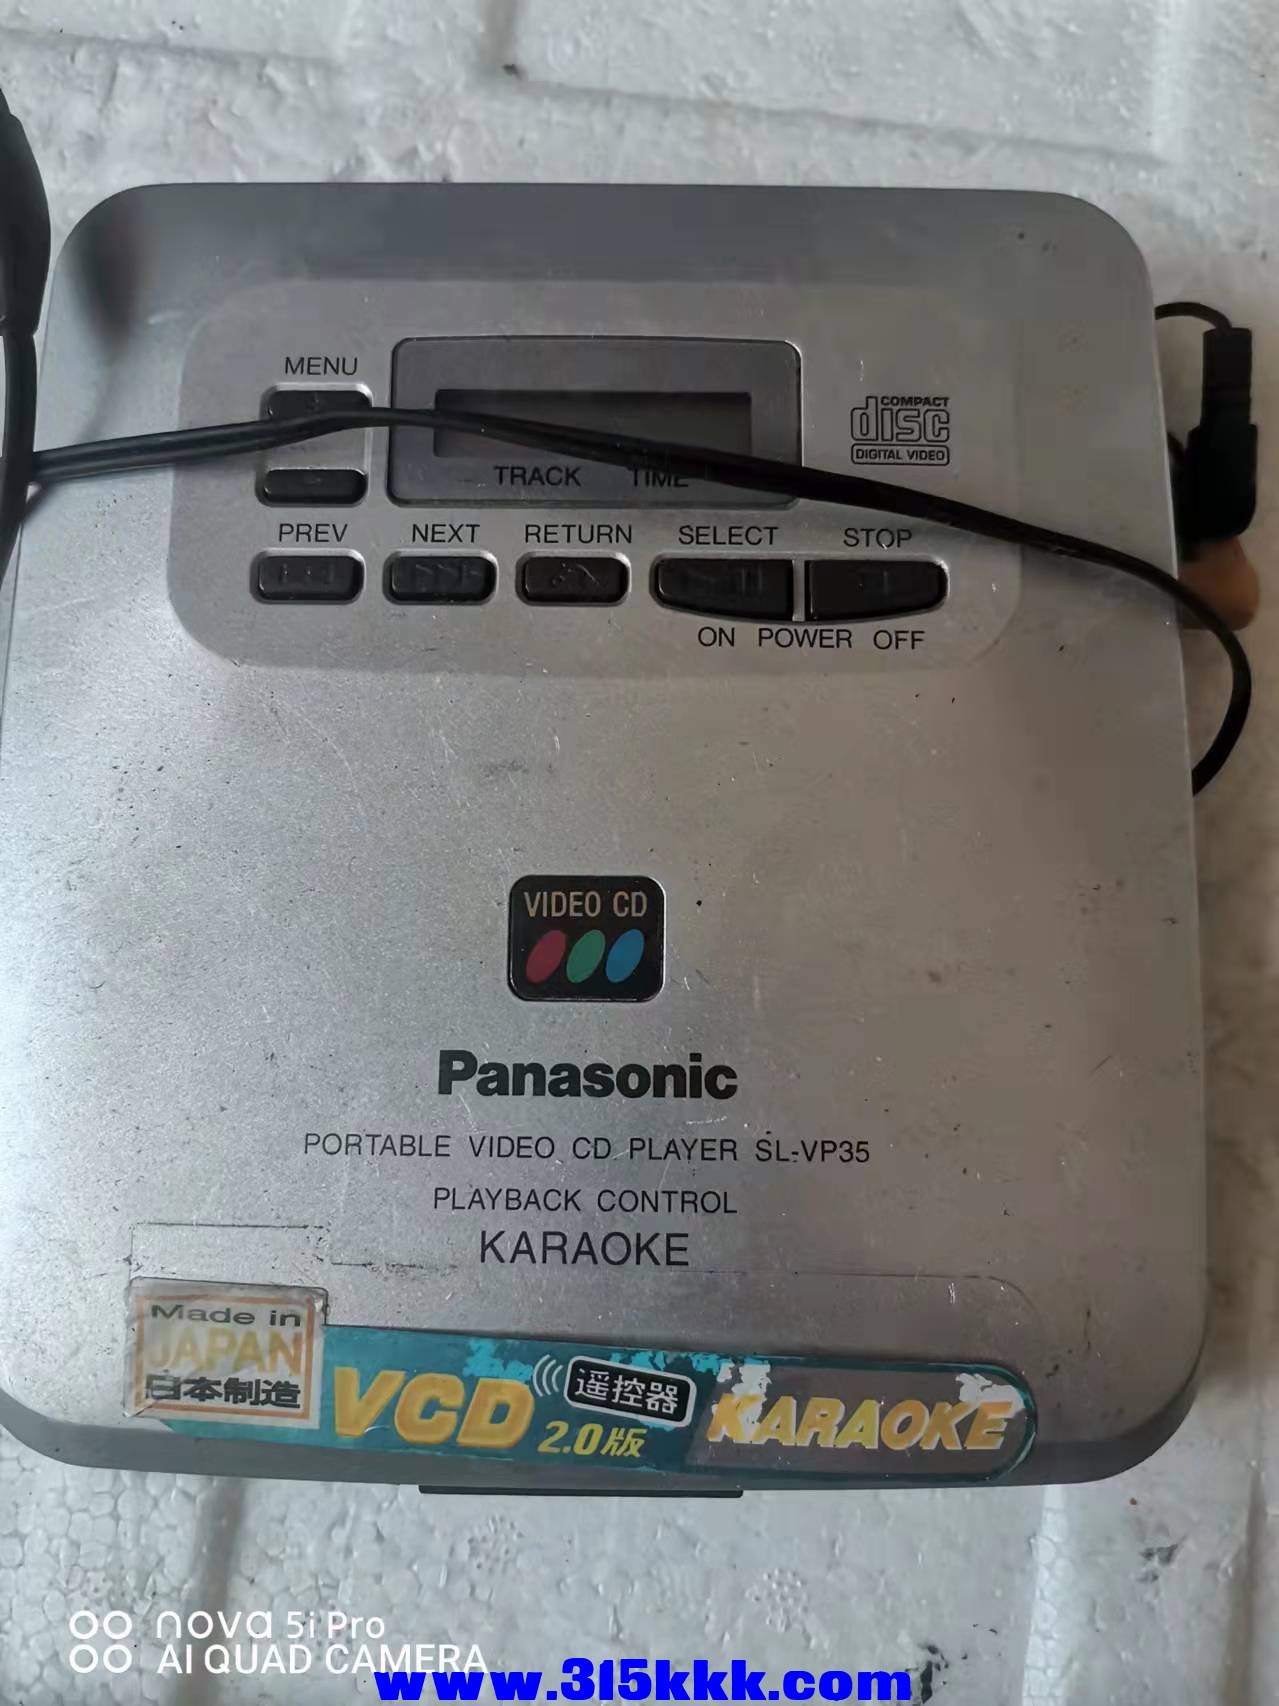 MENU
TRACK TIME
COMPACT
disc
DIGITAL VIDEO
PREV NEXT RETURN SELECT STOP
ON POWER OFF
VIDEO CD
Panasonic
PORTABLE VIDEO CD PLAYER SL-VP35
PLAYBACK CONTROL
KARAOKE
Made in
JAPAN
日本制造
VCD 2.0版 遥控器 KARAOKE
nova 5i Pro
AI QUAD CAMERA
www.315kkk.com